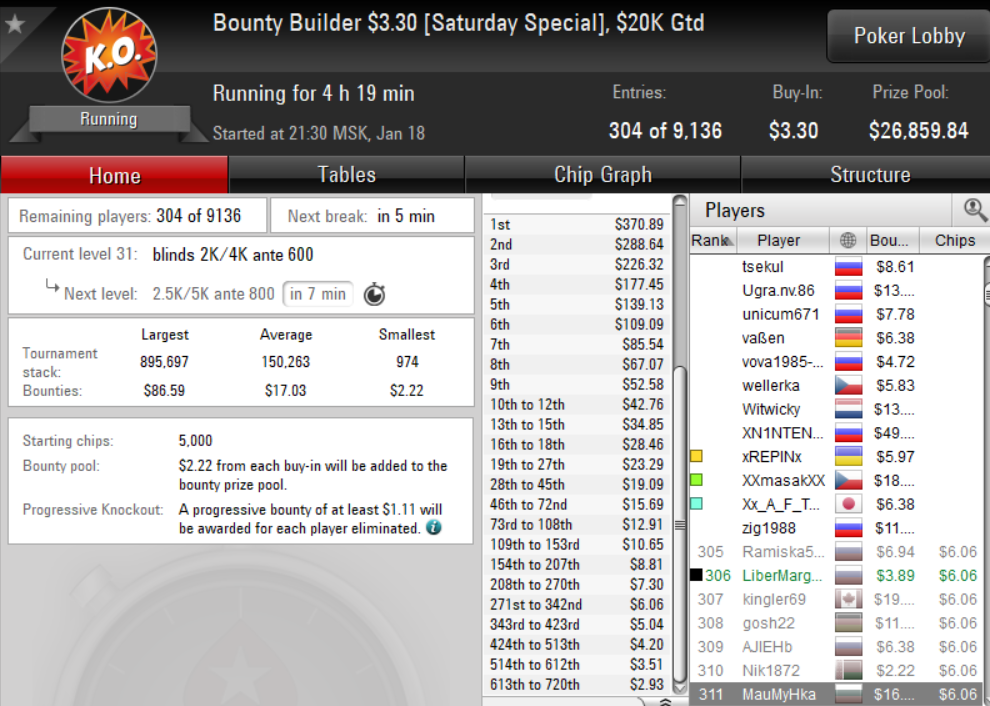 Bounty Builder $3.30 [Saturday Special], $20K Gtd
Poker Lobby
K.O.
Running
Running for 4 h 19 min
Started at 21:30 MSK, Jan 18
Entries: Buy-In: Prize Pool:
304 of 9,136 $3.30 $26,859.84
Home Tables Chip Graph Structure
Remaining players: 304 of 9136
Next break: in 5 min
Current level 31: blinds 2K/4K ante 600
Next level: 2.5K/5K ante 800 in 7 min
Largest Average Smallest
Tournament
stack: 895,697 150,263 974
Bounties: $86.59 $17.03 $2.22
Starting chips: 5,000
Bounty pool: $2.22 from each buy-in will be added to the
bounty prize pool.
Progressive Knockout: A progressive bounty of at least $1.11 will
be awarded for each player eliminated.
1st $370.89
2nd $288.64
3rd $226.32
4th $177.45
5th $139.13
6th $109.09
7th $85.54
8th $67.07
9th $52.58
10th to 12th $42.76
13th to 15th $34.85
16th to 18th $28.46
19th to 27th $23.29
28th to 45th $19.09
46th to 72nd $15.69
73rd to 108th $12.91
109th to 153rd $10.65
154th to 207th $8.81
208th to 270th $7.30
271st to 342nd $6.06
343rd to 423rd $5.04
424th to 513th $4.20
514th to 612th $3.51
613th to 720th $2.93
Players
Rank Player Bou... Chips
tsekul $8.61
Ugra.nv.86 $13....
unicum671 $7.78
vaßen $6.38
vova1985-... $4.72
wellerka $5.83
Witwicky $13....
XN1NTEN... $49....
xREPINx $5.97
XXmasakXX $18....
Xx_A_F_T... $6.38
zig1988 $11....
305 Ramiska5... $6.94 $6.06
306 LiberMarg... $3.89 $6.06
307 kingler69 $19.... $6.06
308 gosh22 $11.... $6.06
309 AJIEHb $6.38 $6.06
310 Nik1872 $2.22 $6.06
311 MauMyHka $16.... $6.06